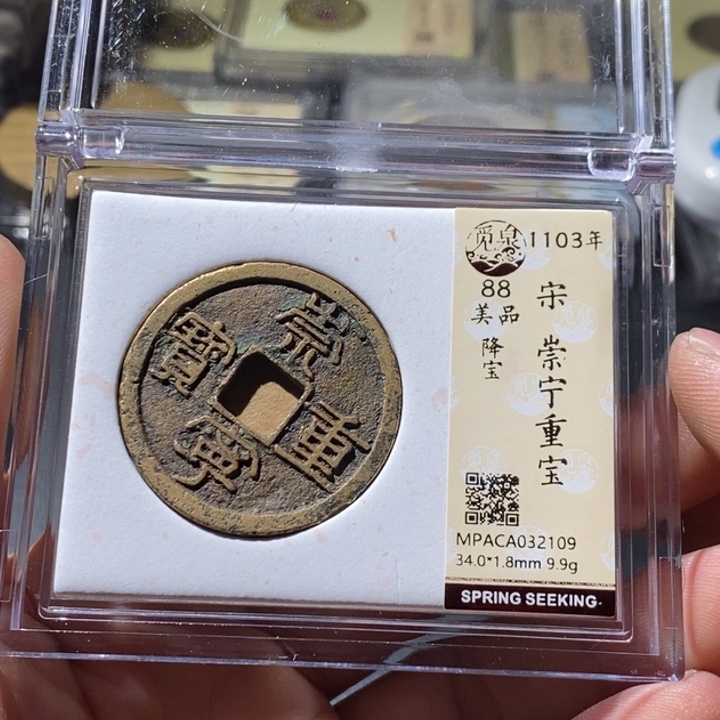 崇
重
寧
寶
觅泉
1103年
88
美品
降宝
宋 崇宁重宝
MPACA032109
34.0*1.8mm 9.9g
SPRING SEEKING